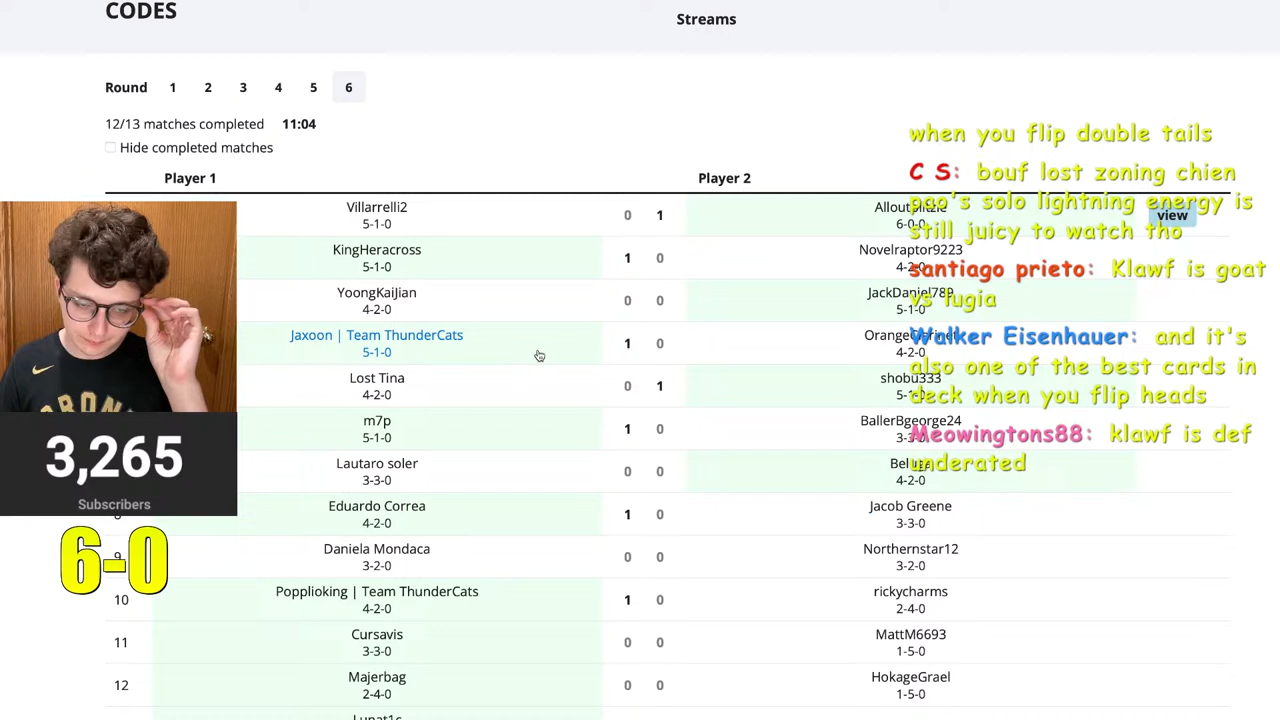 CODES
Streams
Round 1 2 3 4 5 6
12/13 matches completed 11:04
Hide completed matches
Player 1 Player 2
Villarrelli2
5-1-0
0 1
view
KingHeracross
5-1-0
1 0
Novelraptor9223
YoongKaiJian
4-2-0
0 0
JackDaniel789
5-1-0
Jaxoon | Team ThunderCats
5-1-0
1 0
4-2-0
Lost Tina
4-2-0
0 1
shobu333
m7p
5-1-0
1 0
BallerBgeorge24
Lautaro soler
3-3-0
0 0
4-2-0
Eduardo Correa
4-2-0
1 0
Jacob Greene
3-3-0
9
Daniela Mondaca
3-2-0
0 0
Northernstar12
3-2-0
10
Popplioking | Team ThunderCats
4-2-0
1 0
rickycharms
2-4-0
11
Cursavis
3-3-0
0 0
MattM6693
1-5-0
12
Majerbag
2-4-0
0 0
HokageGrael
1-5-0
Lunat1c
when you flip double tails
C S: bouf lost zoning chien
pao's solo lightning energy is
still juicy to watch tho
santiago prieto: Klawf is goat
vs lugia
Walker Eisenhauer: and it's
also one of the best cards in
deck when you flip heads
Meowingtons88: klawf is def
underated
3,265
Subscribers
6-0